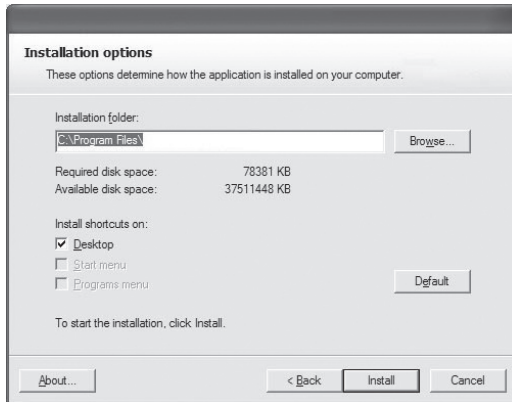 Installation options
These options determine how the application is installed on your computer.
Installation folder:
C:\Program Files\
Browse...
Required disk space: 78381 KB
Available disk space: 37511448 KB
Install shortcuts on:
Desktop
Start menu
Programs menu
Default
To start the installation, click Install.
About...
< Back
Install
Cancel